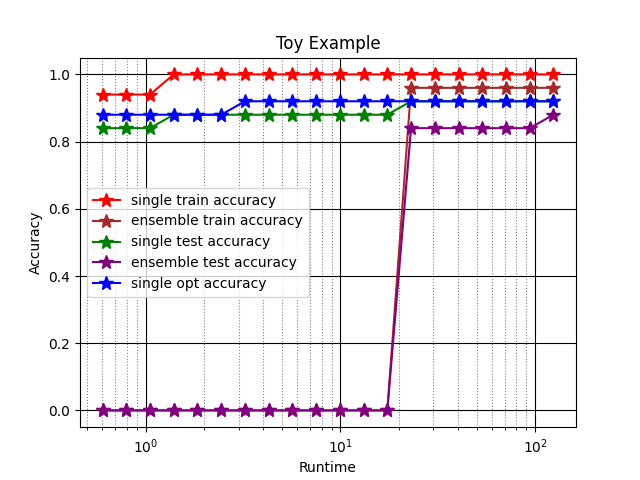 Toy Example
1.0
0.8
0.6
0.4
0.2
0.0
Accuracy
single train accuracy
ensemble train accuracy
single test accuracy
ensemble test accuracy
single opt accuracy
10⁰ 10¹ 10²
Runtime